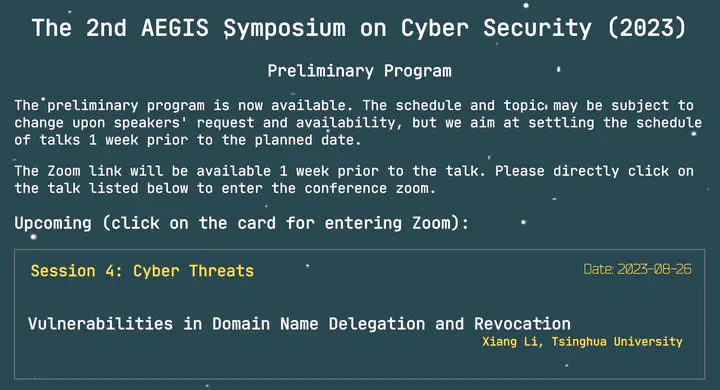 The 2nd AEGIS Symposium on Cyber Security (2023)
Preliminary Program
The preliminary program is now available. The schedule and topic may be subject to
change upon speakers' request and availability, but we aim at settling the schedule
of talks 1 week prior to the planned date.
The Zoom link will be available 1 week prior to the talk. Please directly click on
the talk listed below to enter the conference zoom.
Upcoming (click on the card for entering Zoom):
Session 4: Cyber Threats
Date: 2023-08-26
Vulnerabilities in Domain Name Delegation and Revocation
Xiang Li, Tsinghua University